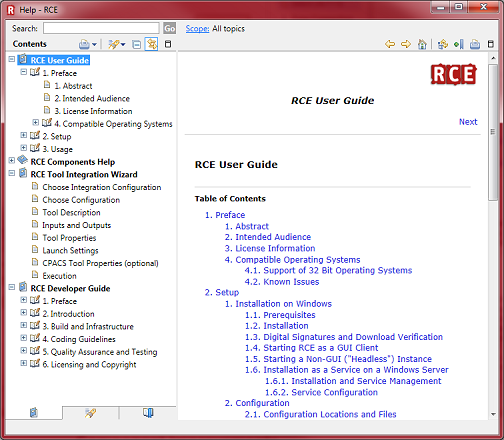 Help - RCE
Search:
Go
Scope: All topics
Contents
RCE User Guide
1. Preface
1. Abstract
2. Intended Audience
3. License Information
4. Compatible Operating Systems
2. Setup
3. Usage
RCE Components Help
RCE Tool Integration Wizard
Choose Integration Configuration
Choose Configuration
Tool Description
Inputs and Outputs
Tool Properties
Launch Settings
CPACS Tool Properties (optional)
Execution
RCE Developer Guide
1. Preface
2. Introduction
3. Build and Infrastructure
4. Coding Guidelines
5. Quality Assurance and Testing
6. Licensing and Copyright
RCE
RCE User Guide
Next
RCE User Guide
Table of Contents
1. Preface
1. Abstract
2. Intended Audience
3. License Information
4. Compatible Operating Systems
4.1. Support of 32 Bit Operating Systems
4.2. Known Issues
2. Setup
1. Installation on Windows
1.1. Prerequisites
1.2. Installation
1.3. Digital Signatures and Download Verification
1.4. Starting RCE as a GUI Client
1.5. Starting a Non-GUI ("Headless") Instance
1.6. Installation as a Service on a Windows Server
1.6.1. Installation and Service Management
1.6.2. Service Configuration
2. Configuration
2.1. Configuration Locations and Files